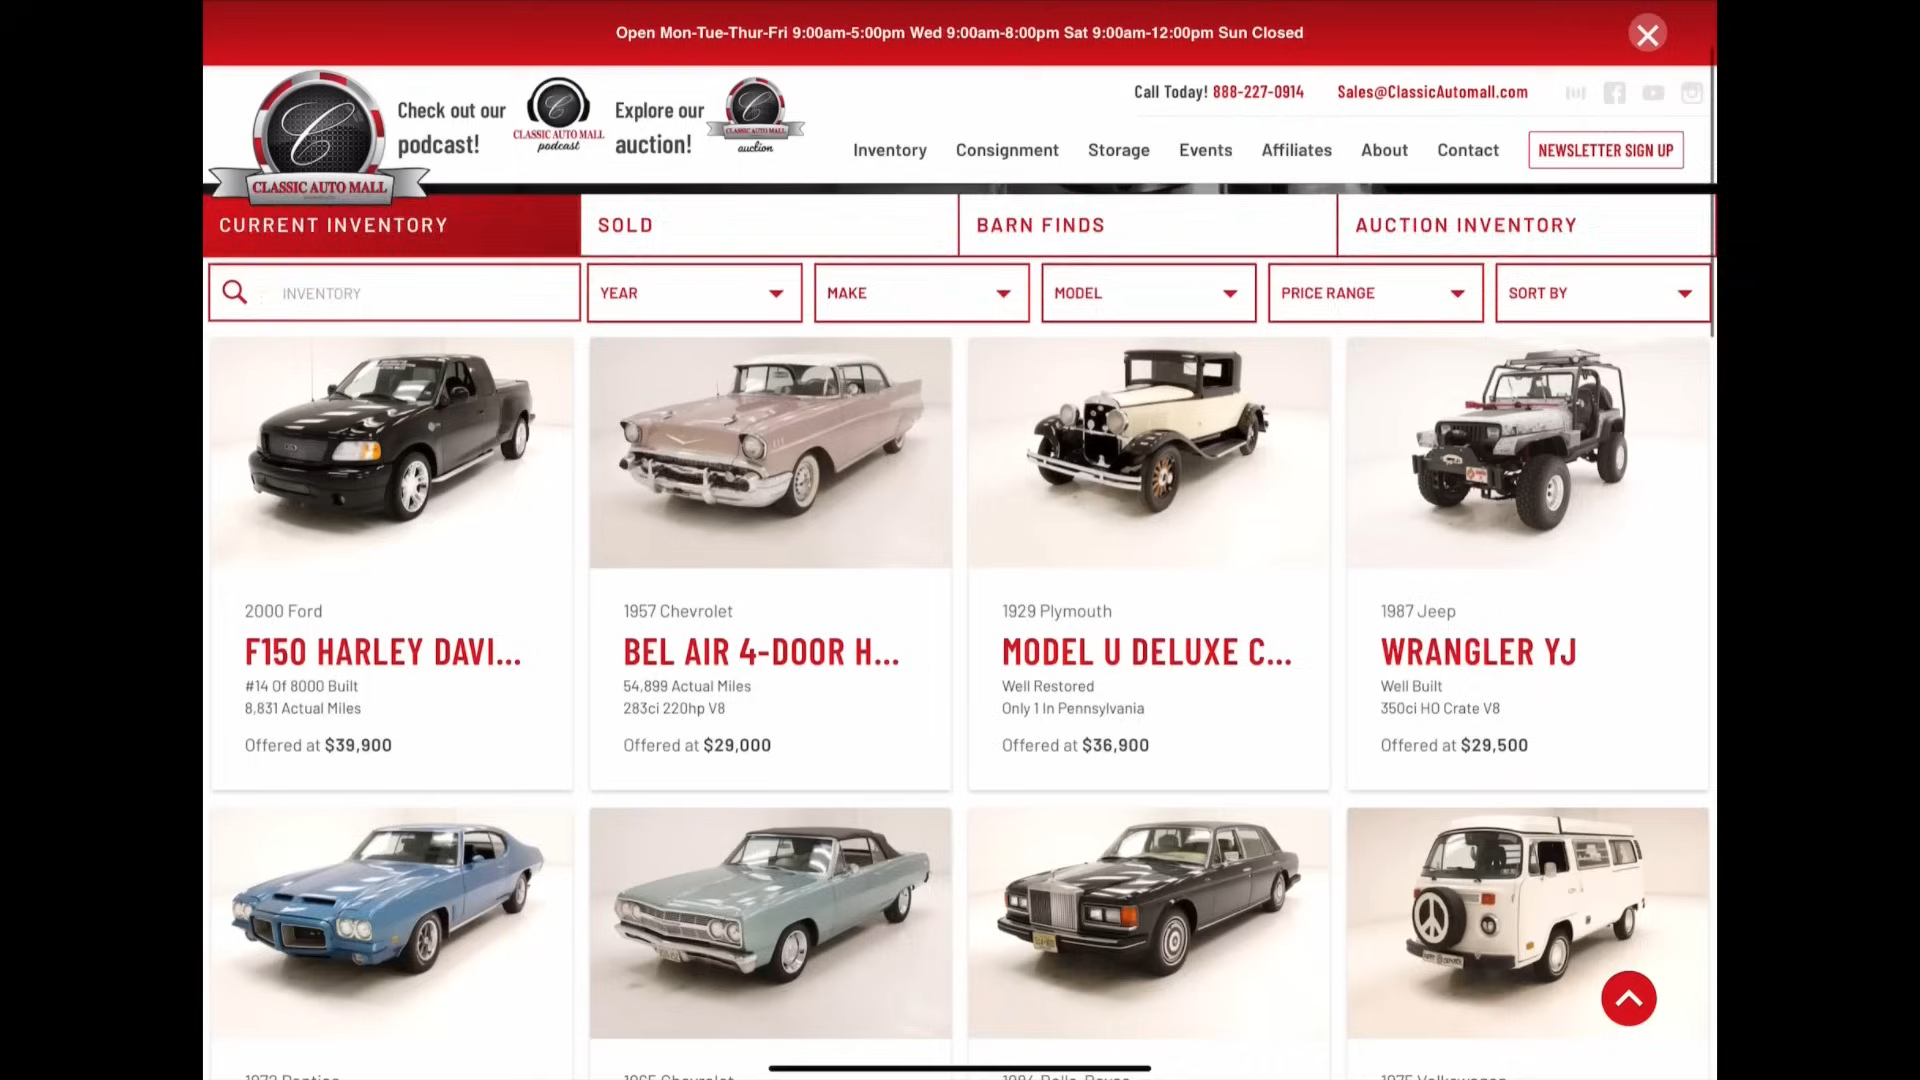 Open Mon-Tue-Thur-Fri 9:00am-5:00pm Wed 9:00am-8:00pm Sat 9:00am-12:00pm Sun Closed
Call Today! 888-227-0914 Sales@ClassicAutomall.com
Check out our
podcast!
CLASSIC AUTO MALL
podcast
Explore our
auction!
CLASSIC AUTO MALL
auction
Inventory Consignment Storage Events Affiliates About Contact NEWSLETTER SIGN UP
CLASSIC AUTO MALL
CURRENT INVENTORY SOLD BARN FINDS AUCTION INVENTORY
INVENTORY YEAR MAKE MODEL PRICE RANGE SORT BY
2000 Ford
F150 HARLEY DAVI...
#14 Of 8000 Built
8,831 Actual Miles
Offered at $39,900
1957 Chevrolet
BEL AIR 4-DOOR H...
54,899 Actual Miles
283ci 220hp V8
Offered at $29,000
1929 Plymouth
MODEL U DELUXE C...
Well Restored
Only 1 In Pennsylvania
Offered at $36,900
1987 Jeep
WRANGLER YJ
Well Built
350ci HO Crate V8
Offered at $29,500